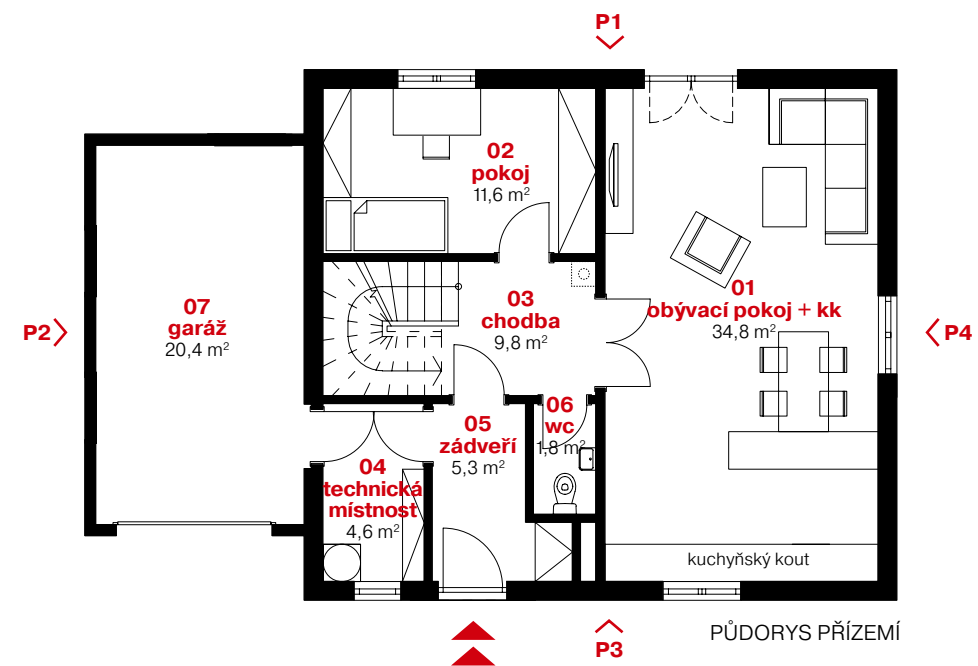 P1
02
pokoj
11,6 m²
07
garáž
20,4 m²
P2
03
chodba
9,8 m²
01
obývací pokoj + kk
34,8 m²
P4
06
wc
1,8 m²
05
zádveří
5,3 m²
04
technická
místnost
4,6 m²
kuchyňský kout
P3
PŮDORYS PŘÍZEMÍ